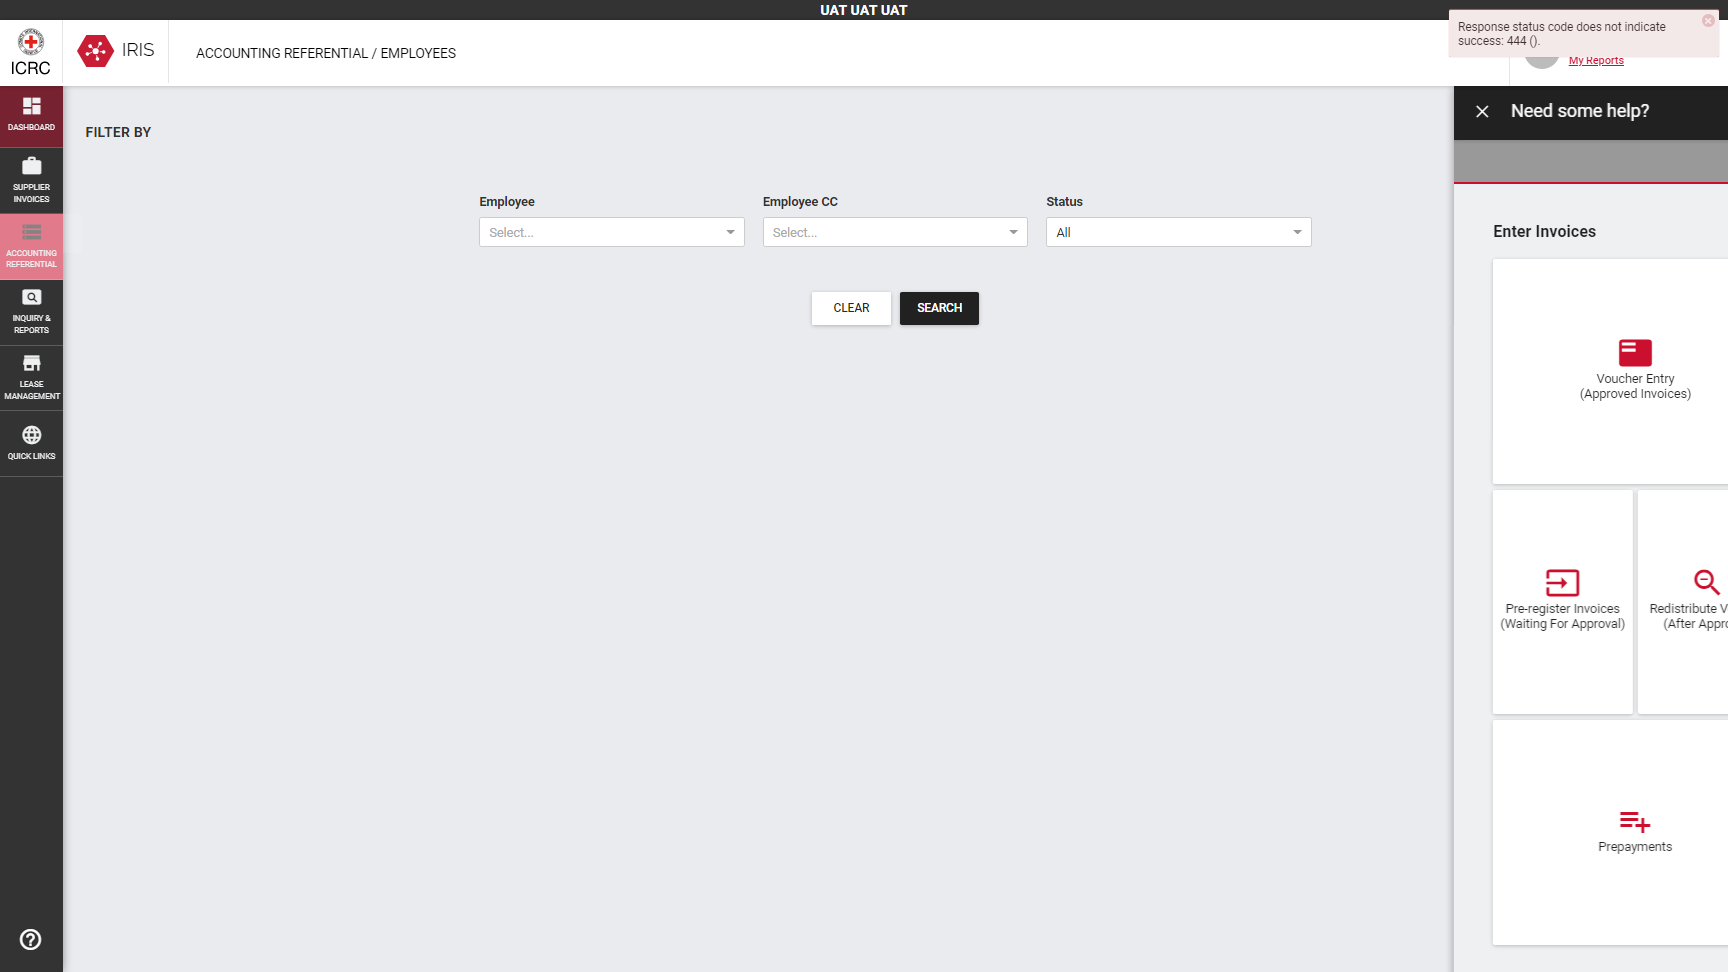 UAT UAT UAT
ICRC
IRIS
ACCOUNTING REFERENTIAL / EMPLOYEES
Response status code does not indicate
success: 444 ().
My Reports
DASHBOARD
SUPPLIER
INVOICES
ACCOUNTING
REFERENTIAL
INQUIRY &
REPORTS
LEASE
MANAGEMENT
QUICK LINKS
FILTER BY
Employee
Select...
Employee CC
Select...
Status
All
CLEAR
SEARCH
Need some help?
Enter Invoices
Voucher Entry
(Approved Invoices)
Pre-register Invoices
(Waiting For Approval)
Redistribute V
(After Appro
Prepayments